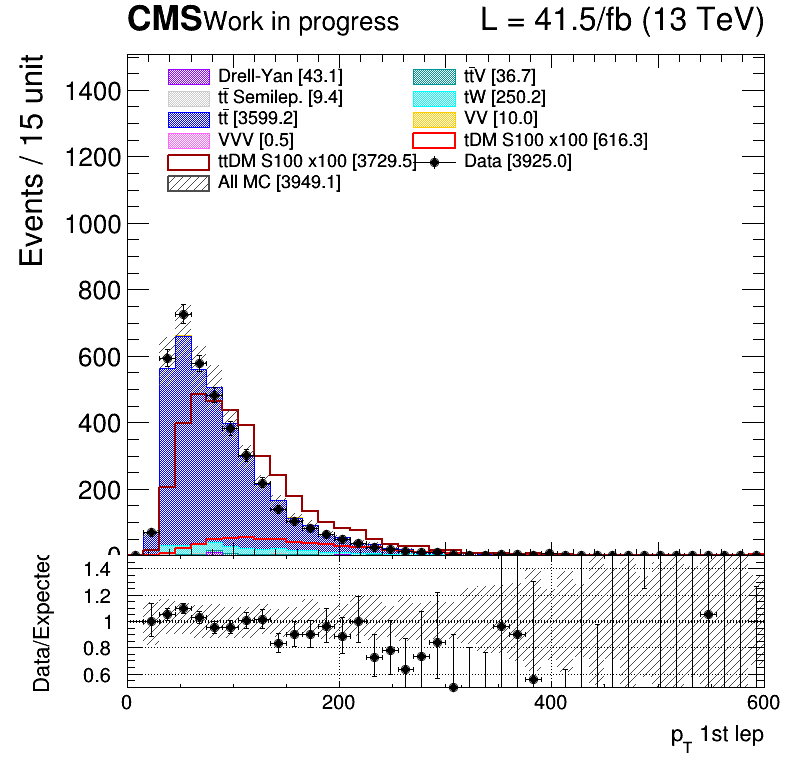 CMS Work in progress L = 41.5/fb (13 TeV)
Events / 15 unit
1400
1200
1000
800
600
400
200
0
Drell-Yan [43.1] tt̄V [36.7]
tt̄ Semilep. [9.4] tW [250.2]
tt̄ [3599.2] VV [10.0]
VVV [0.5] tDM S100 x100 [616.3]
ttDM S100 x100 [3729.5] Data [3925.0]
All MC [3949.1]
Data/Expected
1.4
1.2
1
0.8
0.6
0 200 400 600
p_T 1st lep